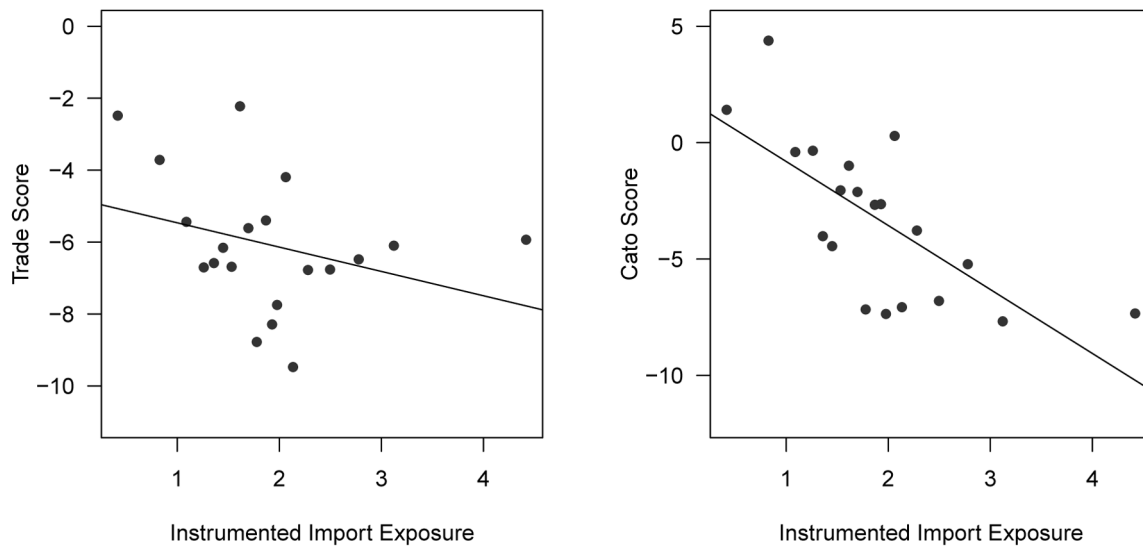 0
−2
−4
−6
−8
−10
Trade Score
1 2 3 4
Instrumented Import Exposure
5
0
−5
−10
Cato Score
1 2 3 4
Instrumented Import Exposure